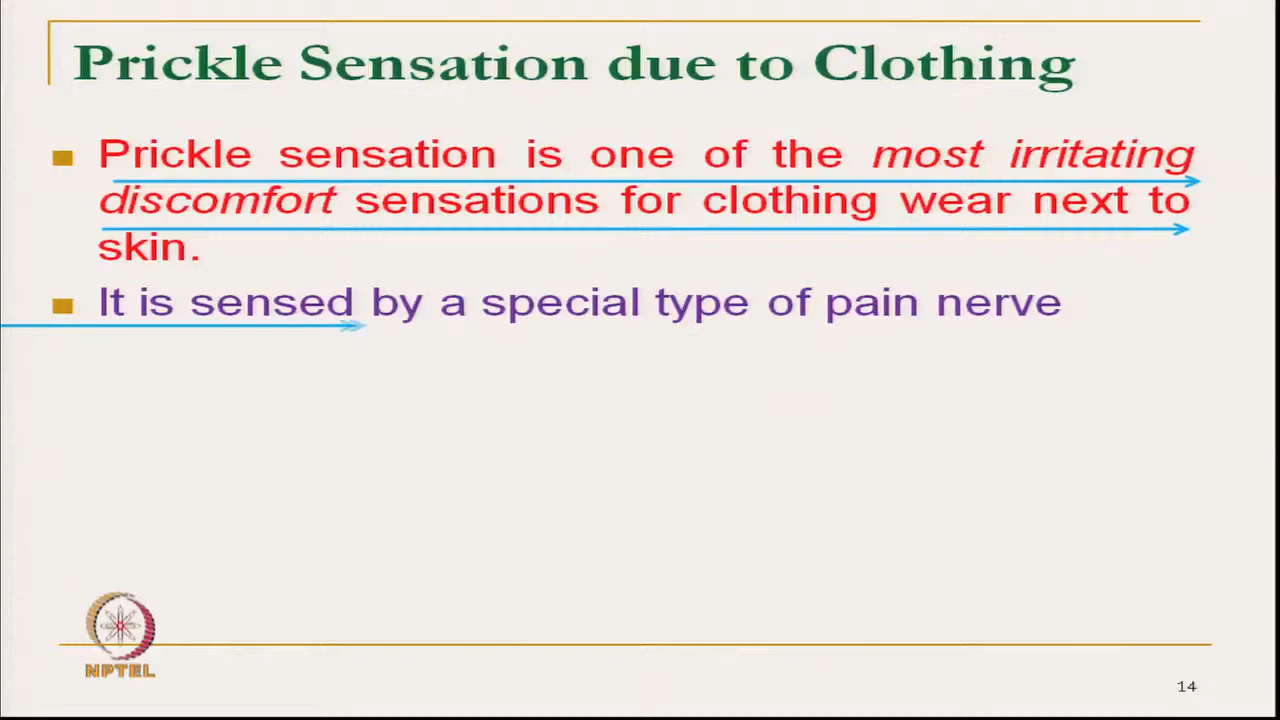 Prickle Sensation due to Clothing
Prickle sensation is one of the most irritating
discomfort sensations for clothing wear next to
skin.
It is sensed by a special type of pain nerve
NPTEL
14